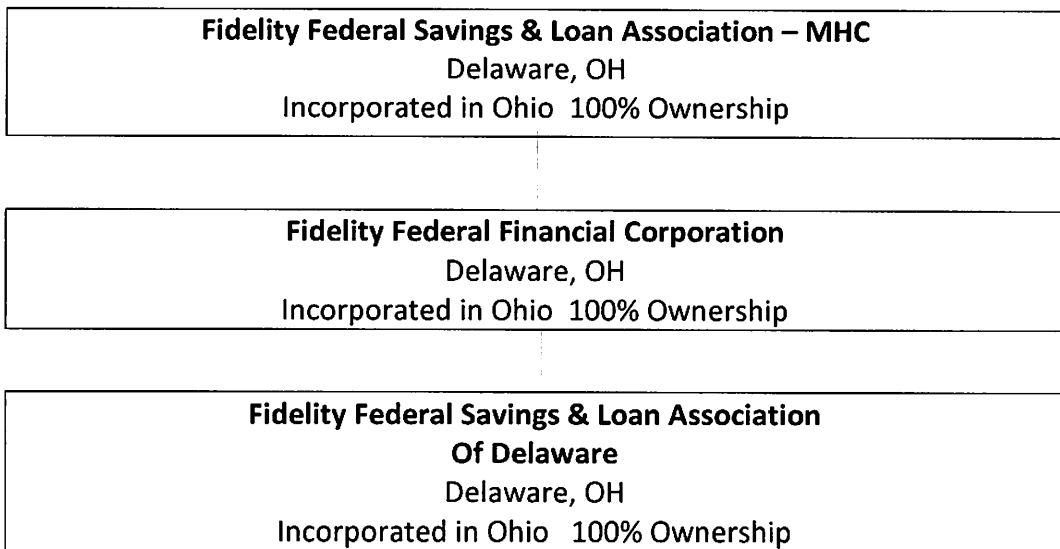 Fidelity Federal Savings & Loan Association – MHC
Delaware, OH
Incorporated in Ohio 100% Ownership
Fidelity Federal Financial Corporation
Delaware, OH
Incorporated in Ohio 100% Ownership
Fidelity Federal Savings & Loan Association
Of Delaware
Delaware, OH
Incorporated in Ohio 100% Ownership